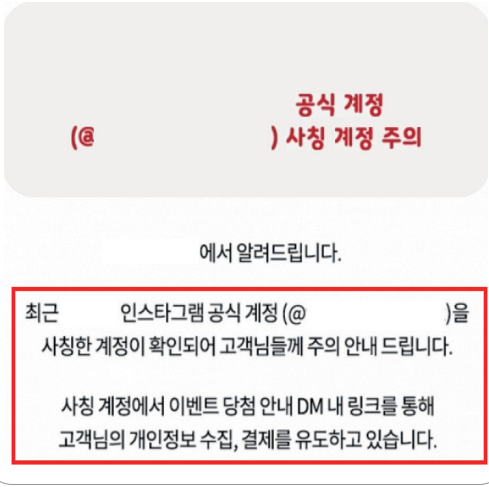 공식 계정
(@ ) 사칭 계정 주의
에서 알려드립니다.
최근 인스타그램 공식 계정 (@ )을
사칭한 계정이 확인되어 고객님들께 주의 안내 드립니다.
사칭 계정에서 이벤트 당첨 안내 DM 내 링크를 통해
고객님의 개인정보 수집, 결제를 유도하고 있습니다.